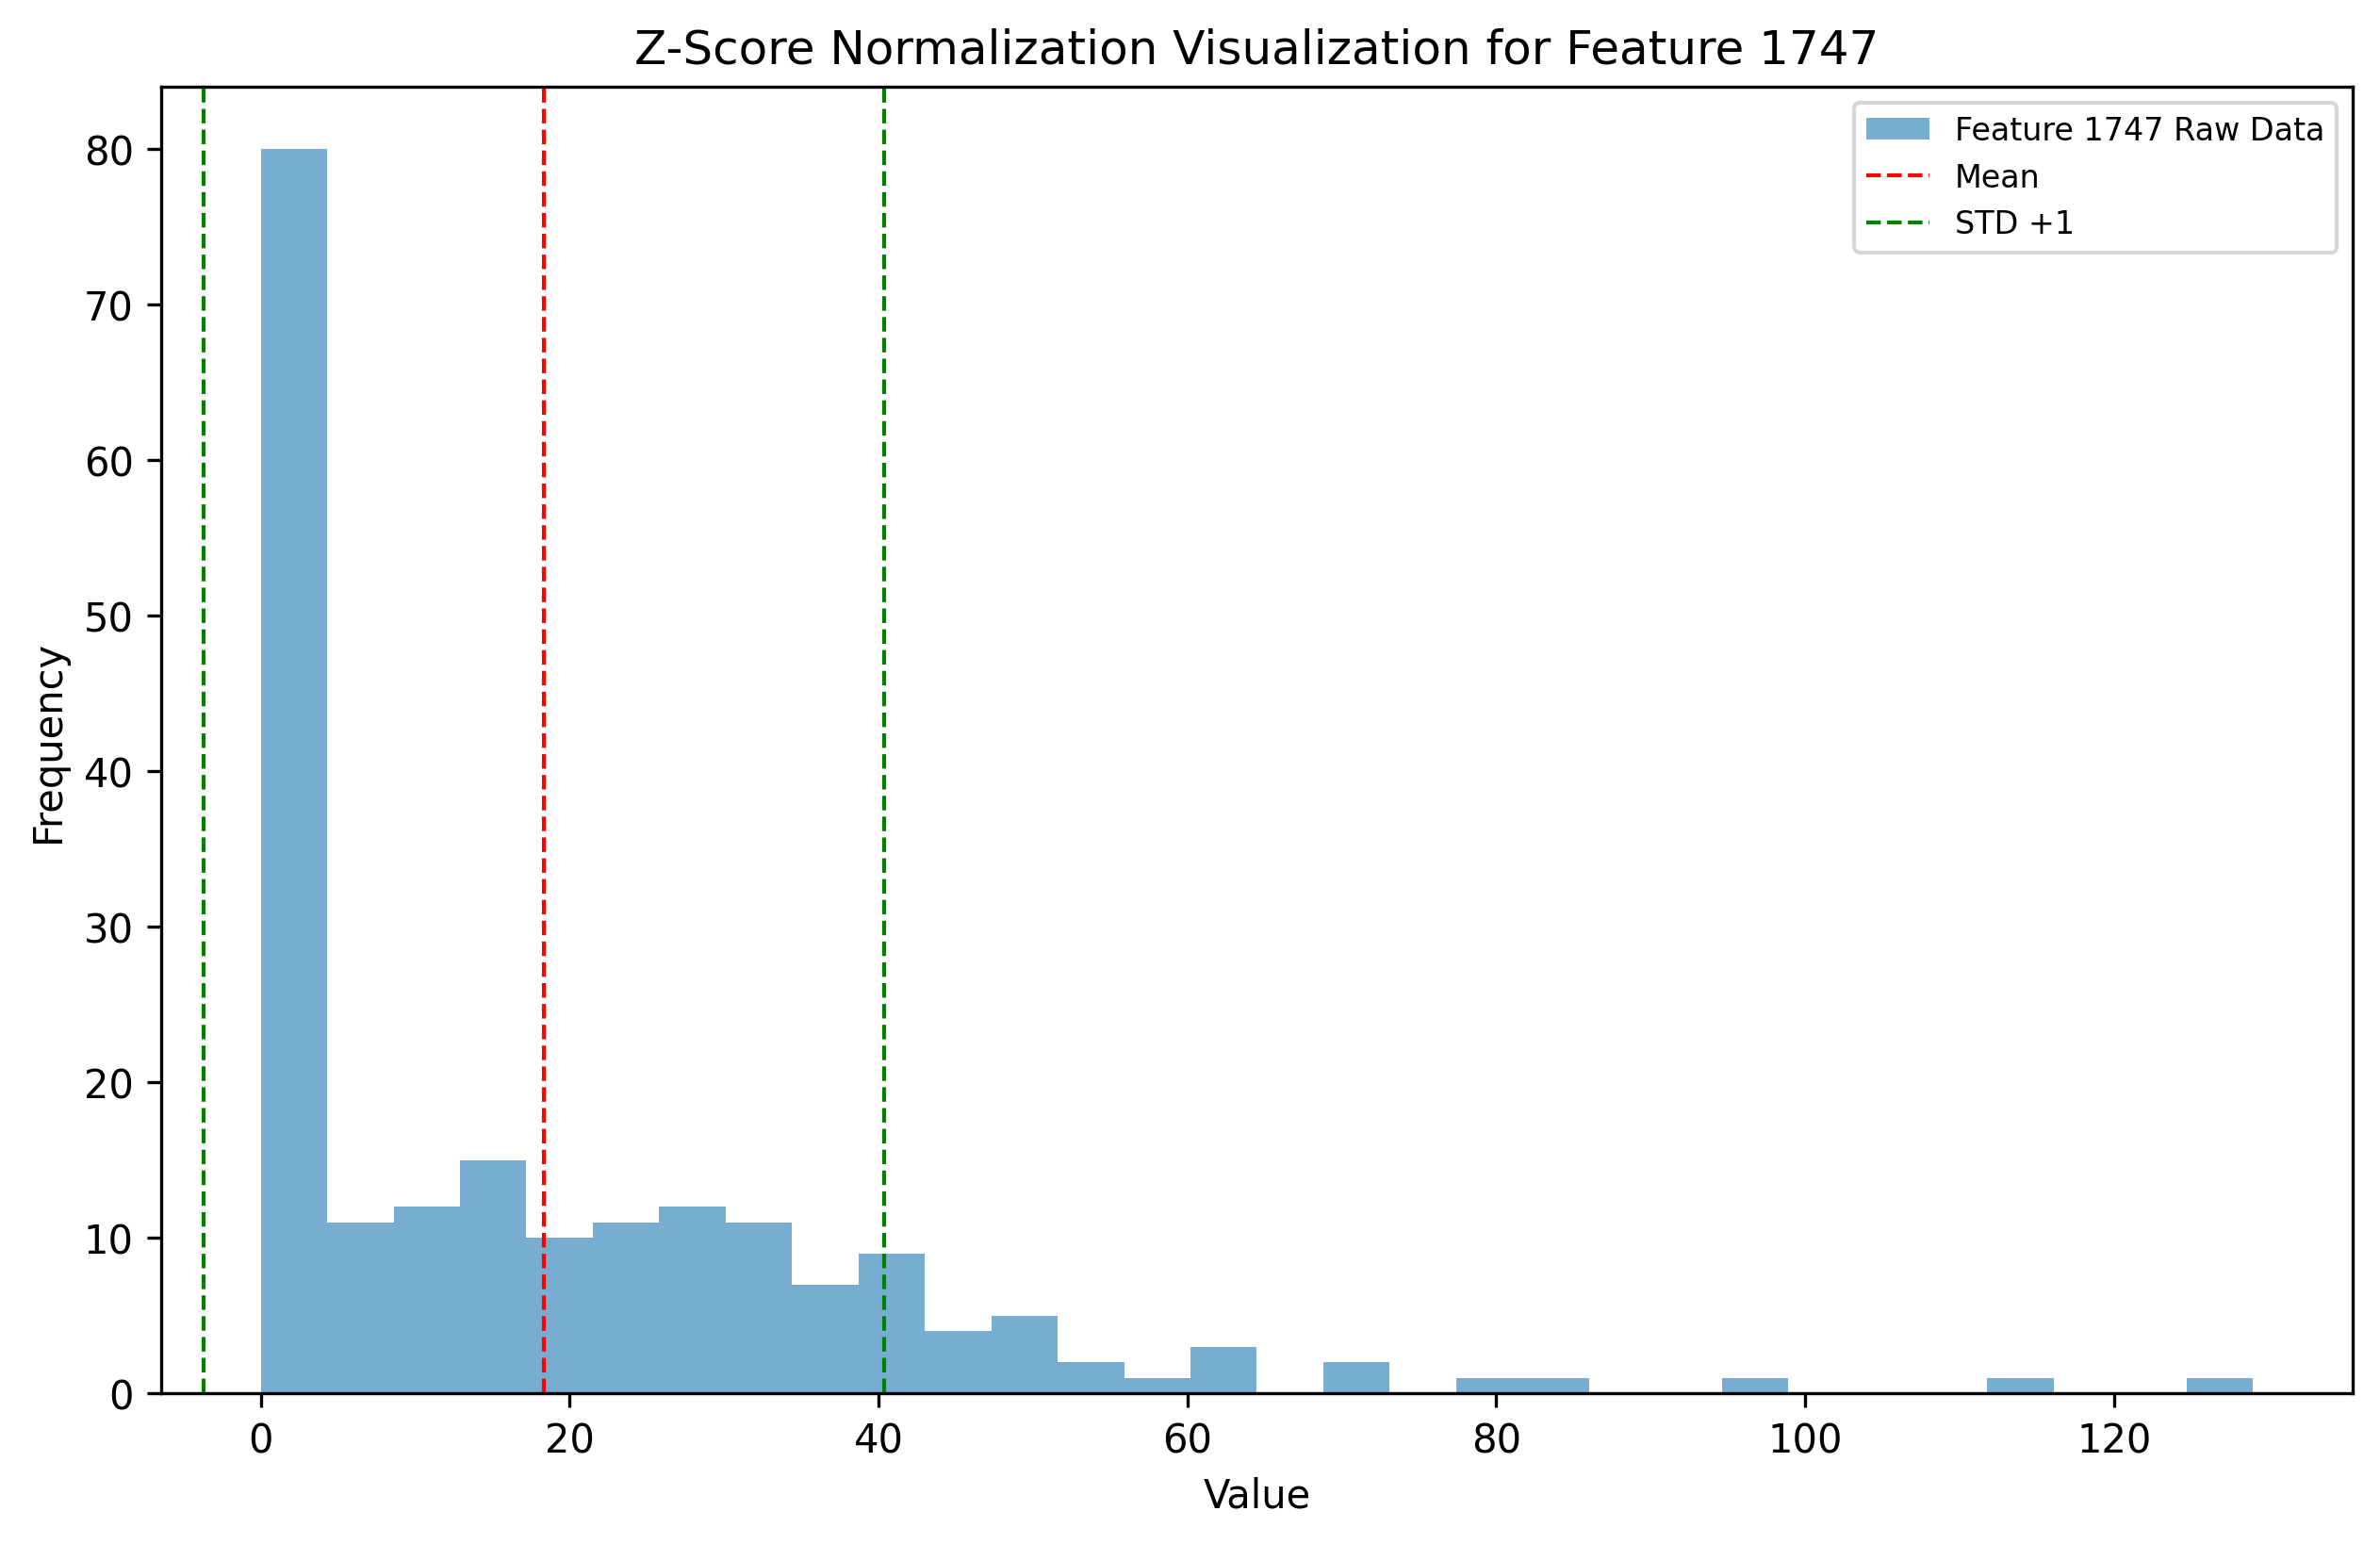 Z-Score Normalization Visualization for Feature 1747
Feature 1747 Raw Data
Mean
STD +1
80
70
60
50
40
30
20
10
0
Frequency
0 20 40 60 80 100 120
Value